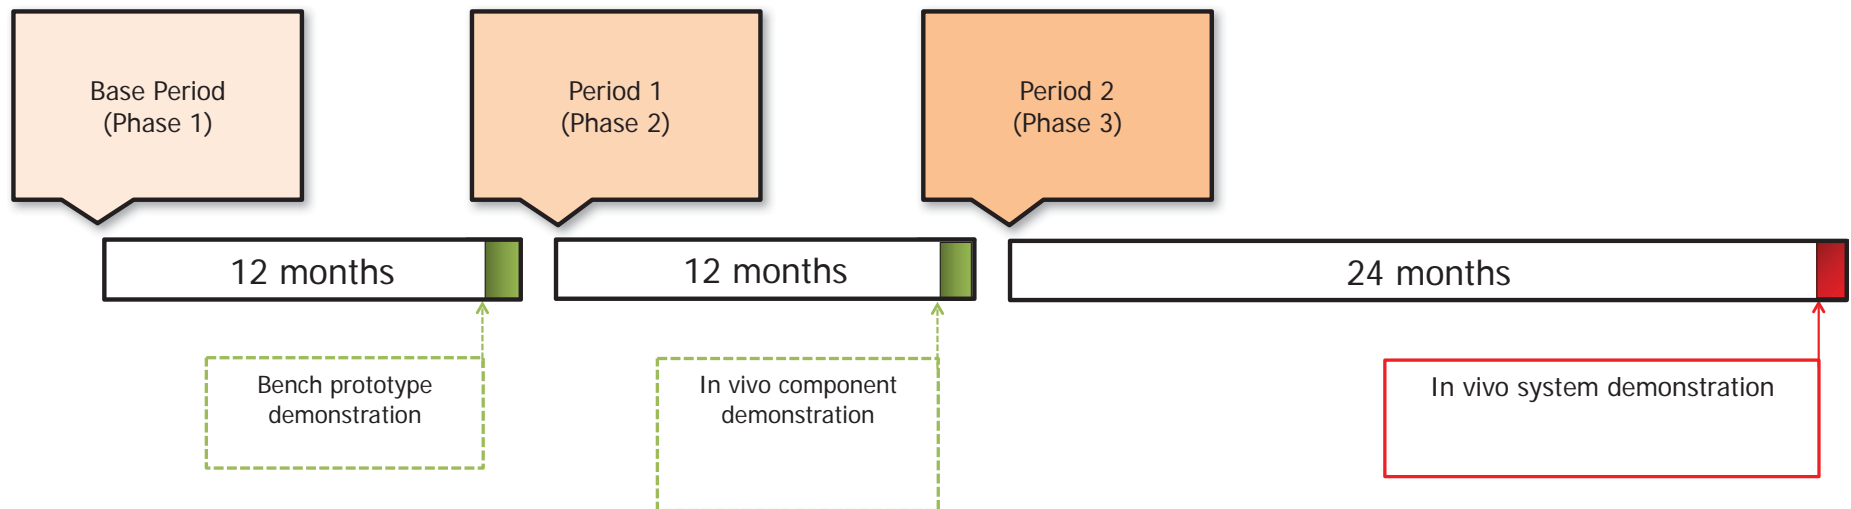 Base Period
(Phase 1)
Period 1
(Phase 2)
Period 2
(Phase 3)
12 months
12 months
24 months
Bench prototype
demonstration
In vivo component
demonstration
In vivo system demonstration